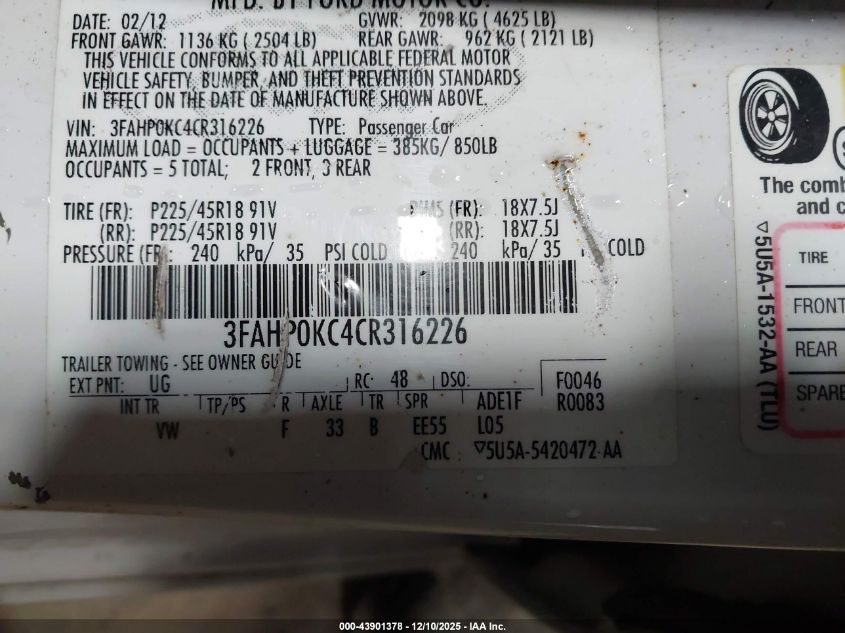 MFD. BY FORD MOTOR CO.
DATE: 02/12 GVWR: 2098 KG ( 4625 LB)
FRONT GAWR: 1136 KG ( 2504 LB) REAR GAWR: 962 KG ( 2121 LB)
THIS VEHICLE CONFORMS TO ALL APPLICABLE FEDERAL MOTOR
VEHICLE SAFETY, BUMPER, AND THEFT PREVENTION STANDARDS
IN EFFECT ON THE DATE OF MANUFACTURE SHOWN ABOVE.
VIN: 3FAHP0KC4CR316226 TYPE: Passenger Car
MAXIMUM LOAD = OCCUPANTS + LUGGAGE = 385KG/ 850LB
OCCUPANTS = 5 TOTAL; 2 FRONT, 3 REAR
TIRE (FR): P225/45R18 91V (FR): 18X7.5J
(RR): P225/45R18 91V (RR): 18X7.5J
PRESSURE (FR): 240 kPa/ 35 PSI COLD 240 kPa/ 35 COLD
3FAHP0KC4CR316226
TRAILER TOWING - SEE OWNER GUIDE
EXT PNT: UG RC: 48 DSO: F0046
INT TR TP/PS R AXLE TR SPR ADE1F R0083
VW F 33 B EE55 L05
CMC ▽5U5A-5420472-AA
The comb
and c
▽5U5A-1532-AA (TLU)
TIRE
FRONT
REAR
SPARE
000-43901378 - 12/10/2025 - IAA Inc.